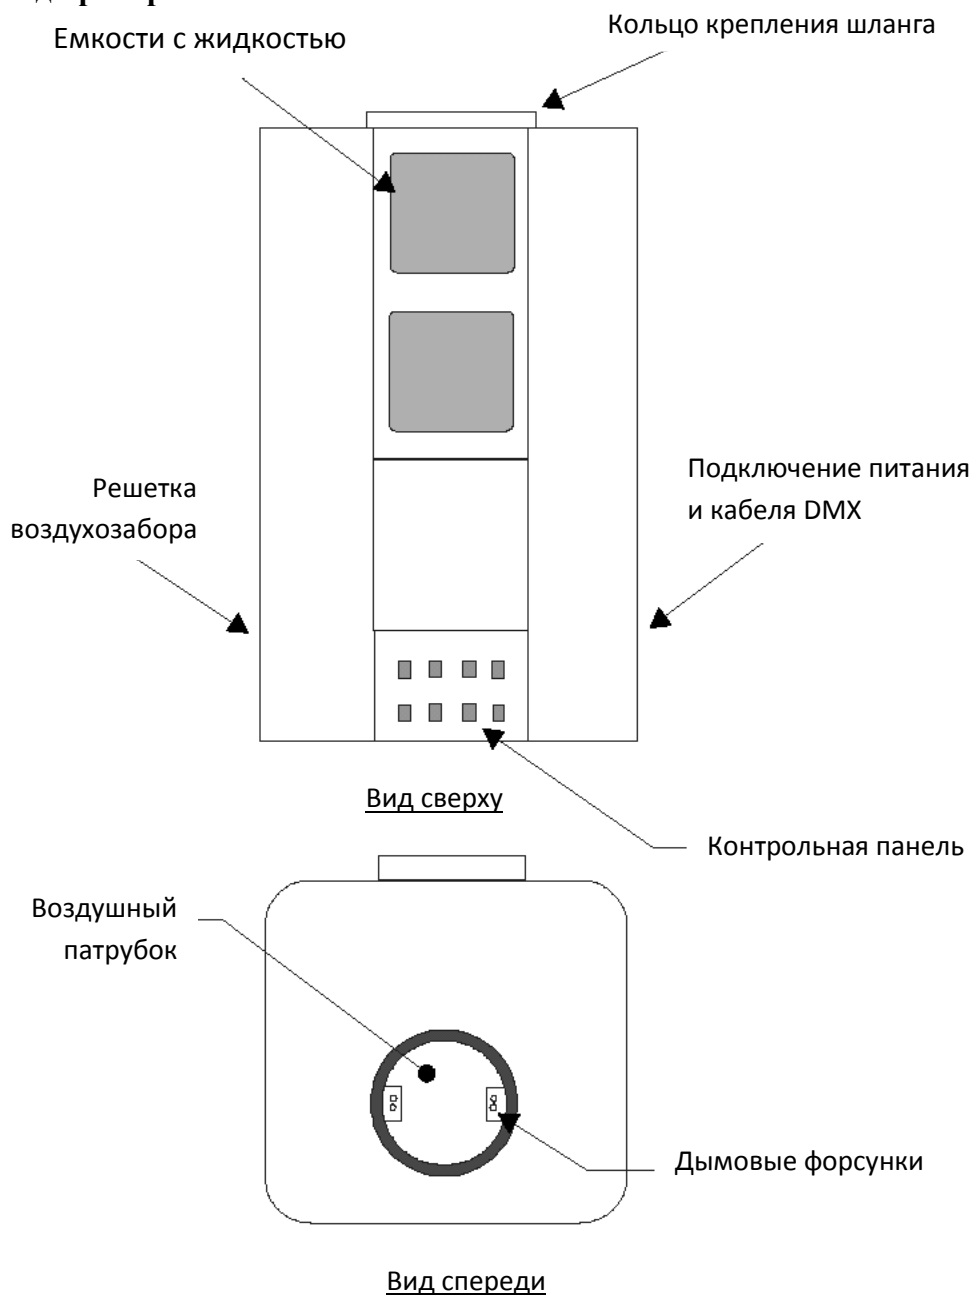 Емкости с жидкостью
Кольцо крепления шланга
Решетка
воздухозабора
Подключение питания
и кабеля DMX
Вид сверху
Контрольная панель
Воздушный
патрубок
Дымовые форсунки
Вид спереди